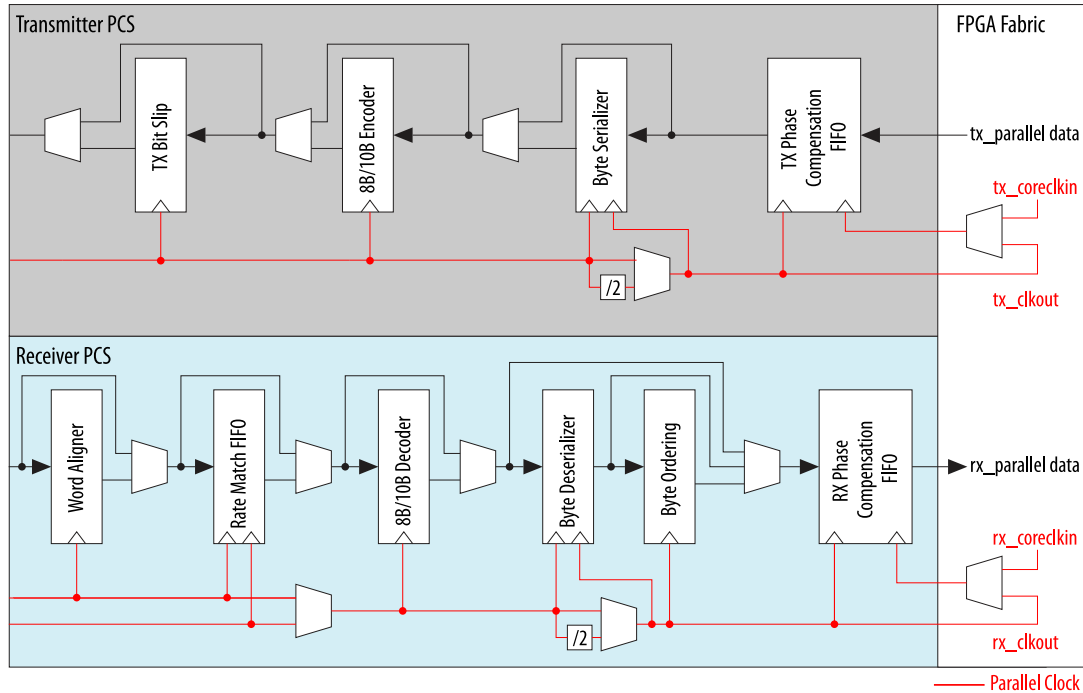 Transmitter PCS
FPGA Fabric
TX Bit Slip
8B/10B Encoder
Byte Serializer
TX Phase
Compensation
FIFO
tx_parallel data
tx_coreclkin
/2
tx_clkout
Receiver PCS
Word Aligner
Rate Match FIFO
8B/10B Decoder
Byte Deserializer
Byte Ordering
RX Phase
Compensation
FIFO
rx_parallel data
rx_coreclkin
/2
rx_clkout
Parallel Clock